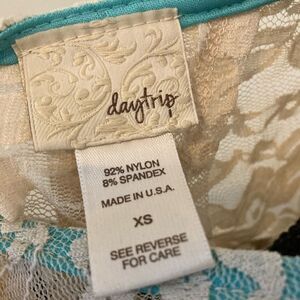 daytrip
92% NYLON
8% SPANDEX
MADE IN U.S.A.
XS
SEE REVERSE
FOR CARE